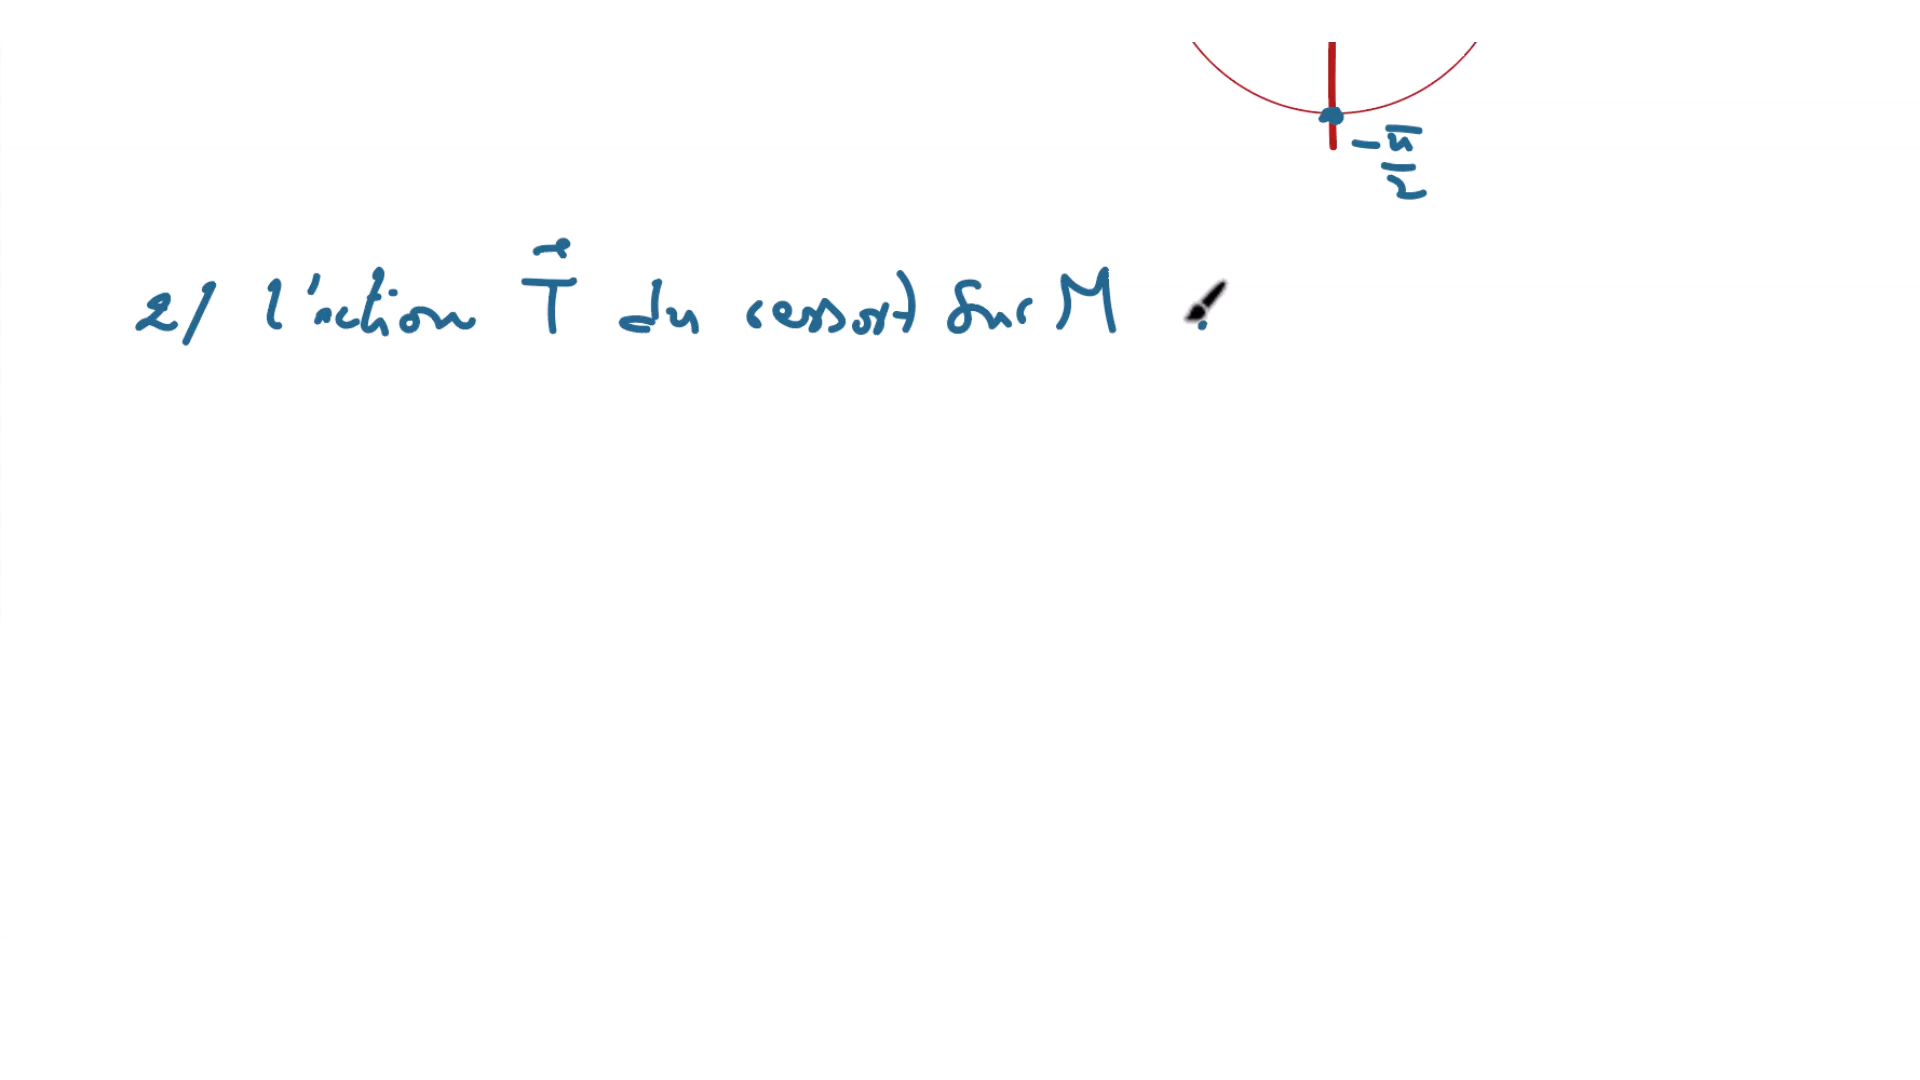 -π/2
2/ l'action T⃗ du ressort sur M :